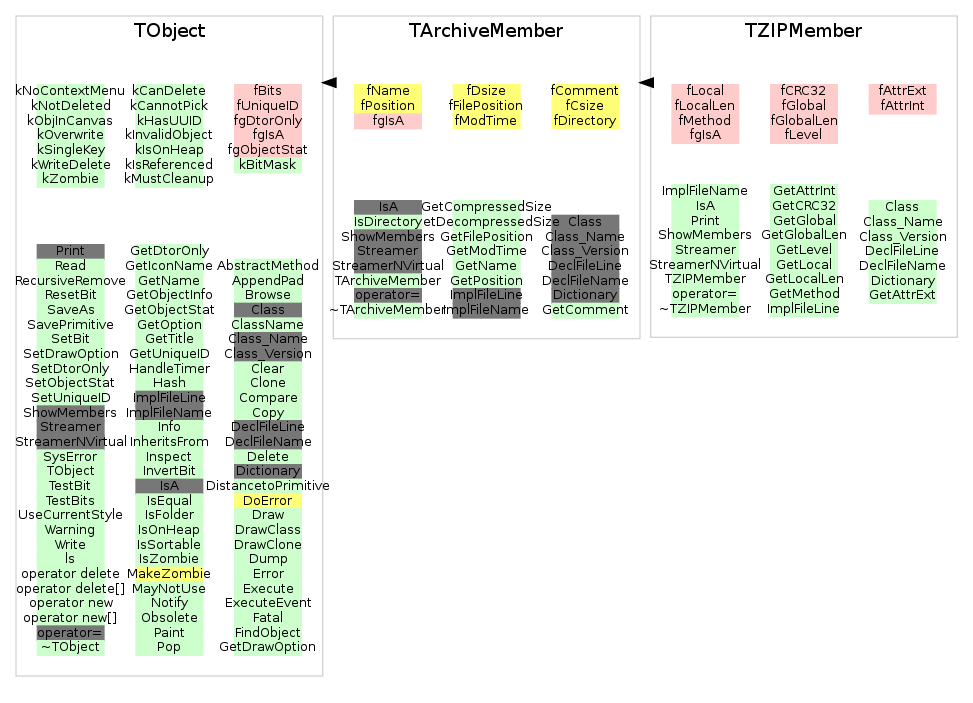 TObject
kNoContextMenu kCanDelete fBits
kNotDeleted kCannotPick fUniqueID
kObjInCanvas kHasUUID fgDtorOnly
kOverwrite kInvalidObject fgIsA
kSingleKey kIsOnHeap fgObjectStat
kWriteDelete kIsReferenced kBitMask
kZombie kMustCleanup
Print GetDtorOnly
Read GetIconName AbstractMethod
RecursiveRemove GetName AppendPad
ResetBit GetObjectInfo Browse
SaveAs GetObjectStat Class
SavePrimitive GetOption ClassName
SetBit GetTitle Class_Name
SetDrawOption GetUniqueID Class_Version
SetDtorOnly HandleTimer Clear
SetObjectStat Hash Clone
SetUniqueID ImplFileLine Compare
ShowMembers ImplFileName Copy
Streamer Info DeclFileLine
StreamerNVirtual InheritsFrom DeclFileName
SysError Inspect Delete
TObject InvertBit Dictionary
TestBit IsA DistancetoPrimitive
TestBits IsEqual DoError
UseCurrentStyle IsFolder Draw
Warning IsOnHeap DrawClass
Write IsSortable DrawClone
ls IsZombie Dump
operator delete MakeZombie Error
operator delete[] MayNotUse Execute
operator new Notify ExecuteEvent
operator new[] Obsolete Fatal
operator= Paint FindObject
~TObject Pop GetDrawOption
TArchiveMember
fName fDsize fComment
fPosition fFilePosition fCsize
fgIsA fModTime fDirectory
IsA GetCompressedSize
IsDirectory etDecompressedSize Class
ShowMembers GetFilePosition Class_Name
Streamer GetModTime Class_Version
StreamerNVirtual GetName DeclFileLine
TArchiveMember GetPosition DeclFileName
operator= ImplFileLine Dictionary
~TArchiveMember ImplFileName GetComment
TZIPMember
fLocal fCRC32 fAttrExt
fLocalLen fGlobal fAttrInt
fMethod fGlobalLen
fgIsA fLevel
ImplFileName GetAttrInt
IsA GetCRC32 Class
Print GetGlobal Class_Name
ShowMembers GetGlobalLen Class_Version
Streamer GetLevel DeclFileLine
StreamerNVirtual GetLocal DeclFileName
TZIPMember GetLocalLen Dictionary
operator= GetMethod GetAttrExt
~TZIPMember ImplFileLine